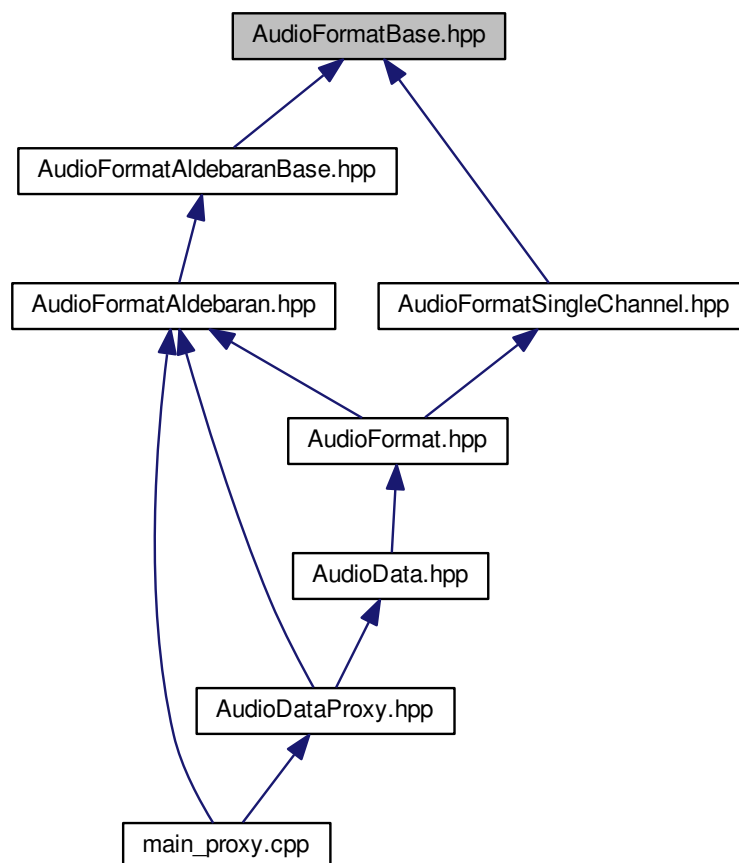 AudioFormatBase.hpp
AudioFormatAldebaranBase.hpp
AudioFormatAldebaran.hpp
AudioFormatSingleChannel.hpp
AudioFormat.hpp
AudioData.hpp
AudioDataProxy.hpp
main_proxy.cpp